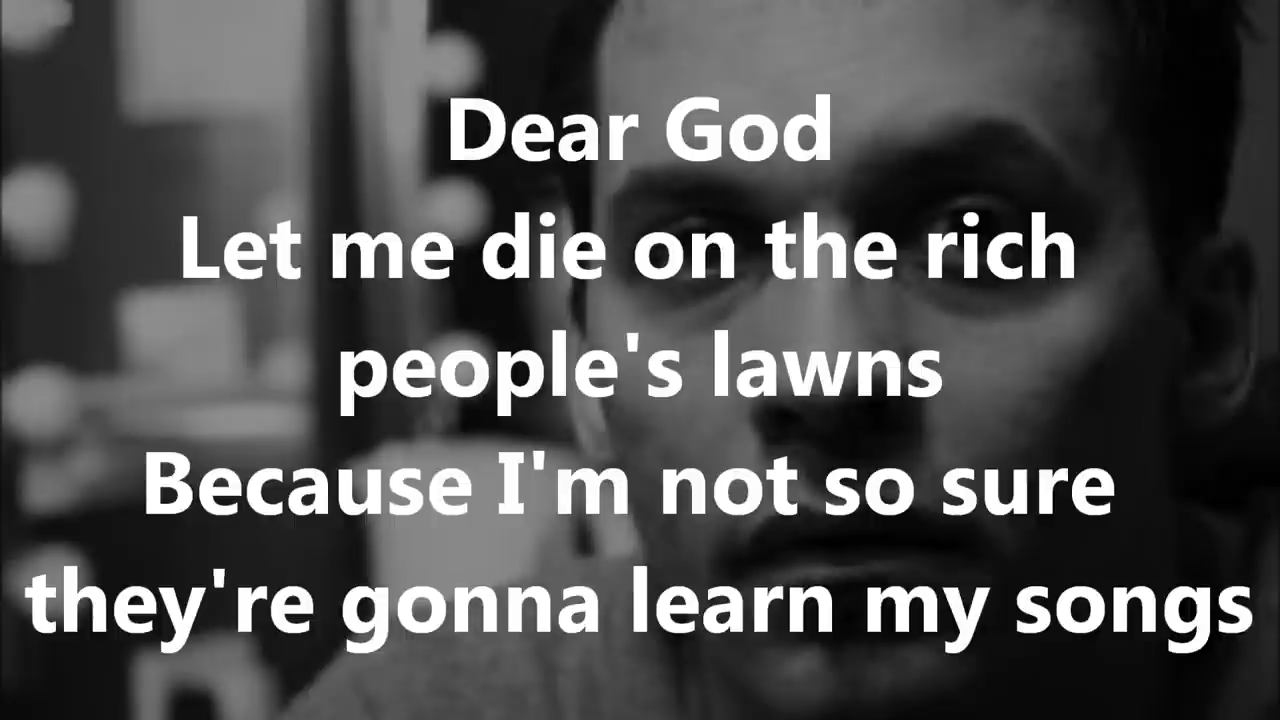 Dear God
Let me die on the rich
people's lawns
Because I'm not so sure
they're gonna learn my songs